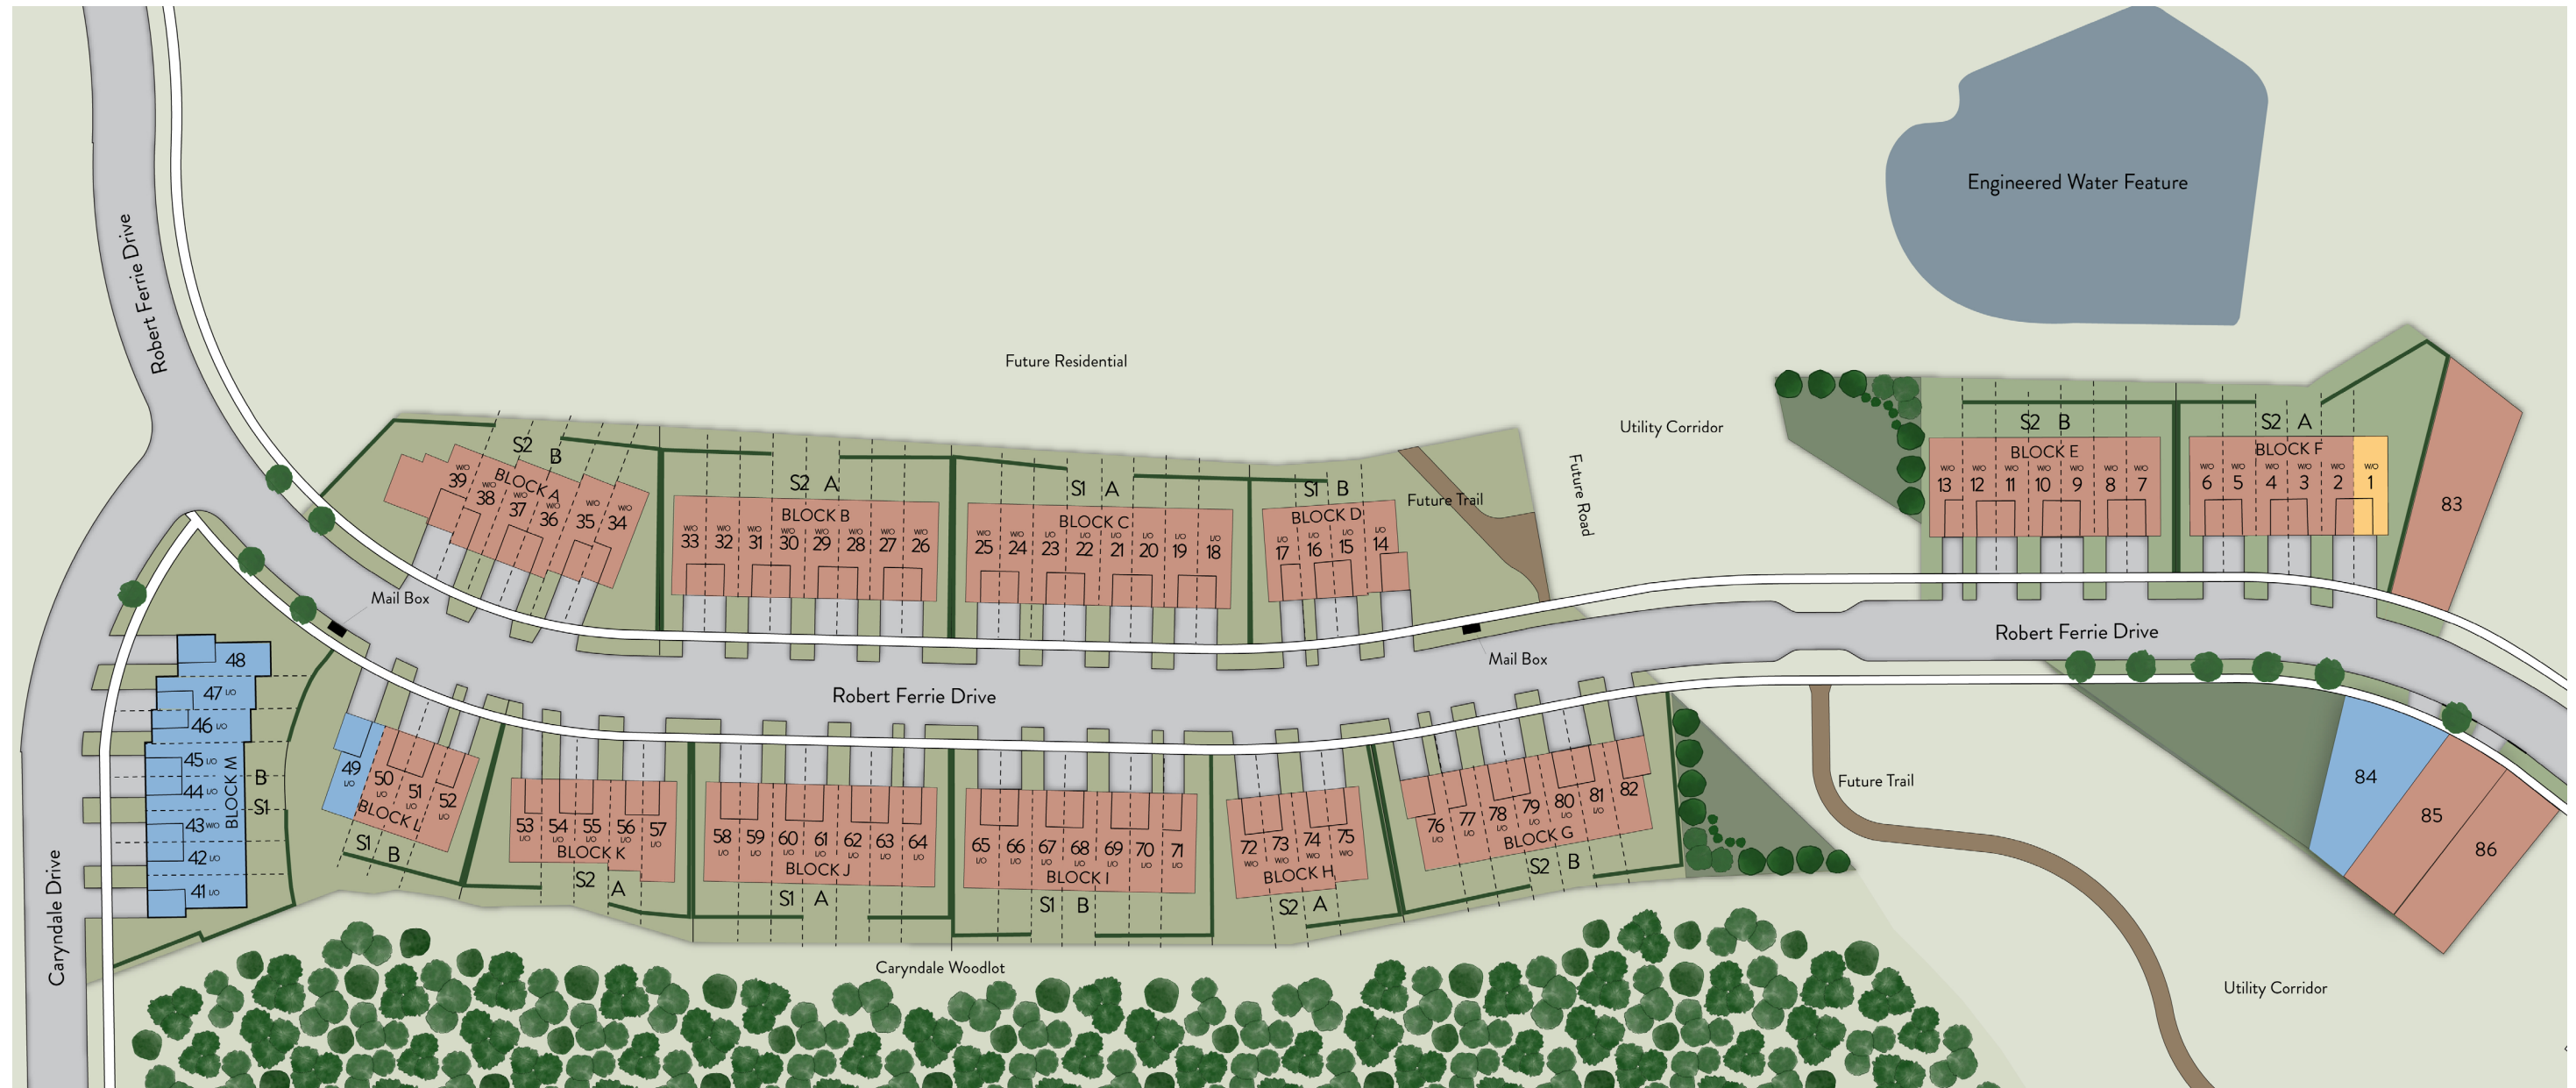 Engineered Water Feature
Robert Ferrie Drive
Future Residential
Utility Corridor
Future Road
Future Trail
S2 B
BLOCK A
W/O W/O W/O W/O W/O W/O
39 38 37 36 35 34
S2 A
BLOCK B
W/O W/O W/O W/O W/O W/O W/O W/O
33 32 31 30 29 28 27 26
S1 A
BLOCK C
W/O W/O I/O I/O I/O I/O I/O I/O
25 24 23 22 21 20 19 18
S1 B
BLOCK D
I/O I/O I/O I/O
17 16 15 14
S2 B
BLOCK E
W/O W/O W/O W/O W/O W/O W/O
13 12 11 10 9 8 7
S2 A
BLOCK F
W/O W/O W/O W/O W/O W/O
6 5 4 3 2 1
83
Mail Box
Mail Box
Robert Ferrie Drive
Robert Ferrie Drive
48
47 I/O
46 I/O
45 I/O
44 I/O
43 W/O
42 I/O
41 I/O
BLOCK M
B
S1
49 50 51 52
I/O I/O I/O I/O
BLOCK L
S1 B
53 54 55 56 57
I/O I/O I/O I/O I/O
BLOCK K
S2 A
58 59 60 61 62 63 64
I/O I/O I/O I/O I/O I/O I/O
BLOCK J
S1 A
65 66 67 68 69 70 71
I/O I/O I/O I/O I/O I/O I/O
BLOCK I
S1 B
72 73 74 75
W/O W/O W/O W/O
BLOCK H
S2 A
76 77 78 79 80 81 82
I/O I/O I/O I/O I/O I/O
BLOCK G
S2 B
Future Trail
84
85
86
Caryndale Drive
Caryndale Woodlot
Utility Corridor